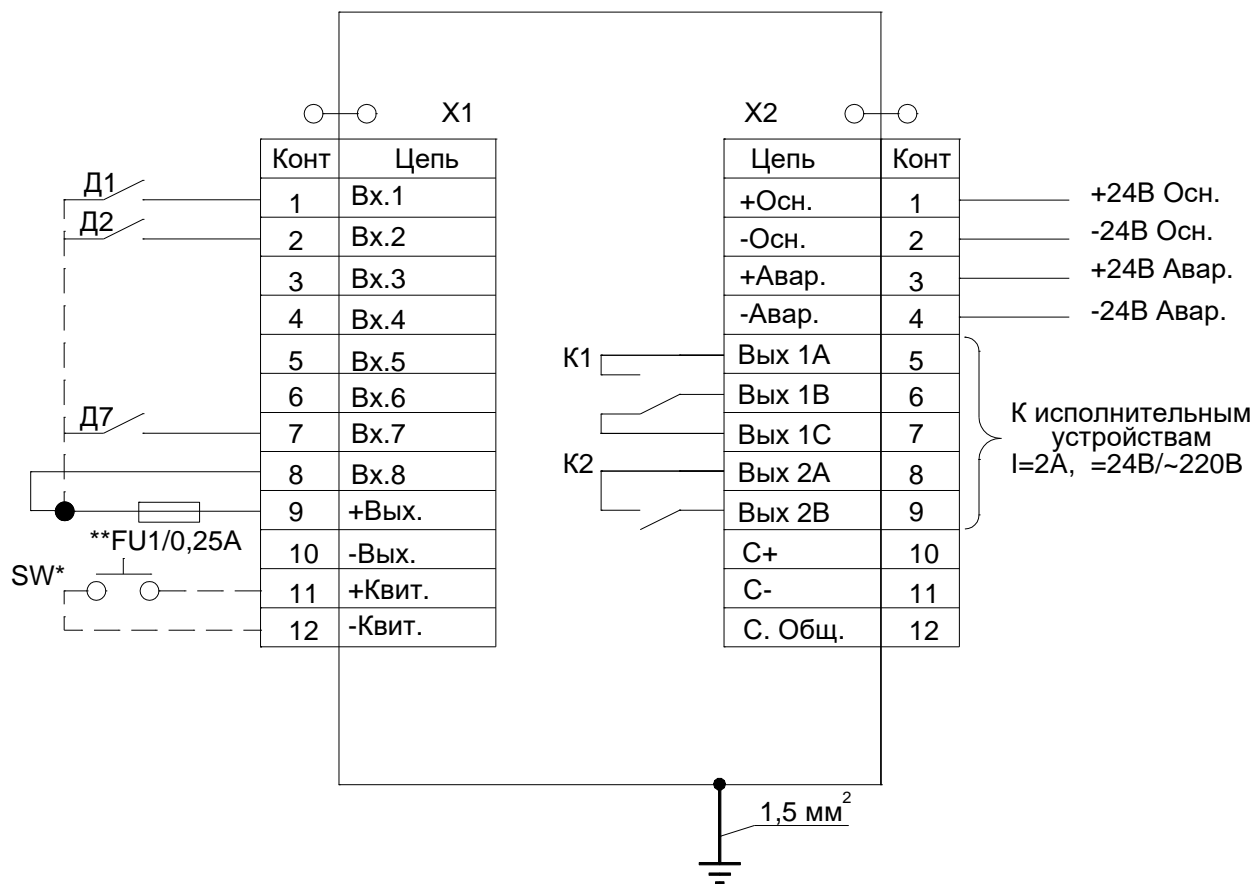 X1
X2
Конт Цепь
Цепь Конт
Д1
1 Вх.1
+Осн. 1
+24В Осн.
Д2
2 Вх.2
-Осн. 2
-24В Осн.
3 Вх.3
+Авар. 3
+24В Авар.
4 Вх.4
-Авар. 4
-24В Авар.
5 Вх.5
К1
Вых 1А 5
6 Вх.6
Вых 1В 6
Д7
7 Вх.7
Вых 1С 7
К исполнительным
устройствам
I=2А, =24В/~220В
8 Вх.8
К2
Вых 2А 8
9 +Вых.
Вых 2В 9
**FU1/0,25А
10 -Вых.
С+ 10
SW*
11 +Квит.
С- 11
12 -Квит.
С. Общ. 12
1,5 мм²